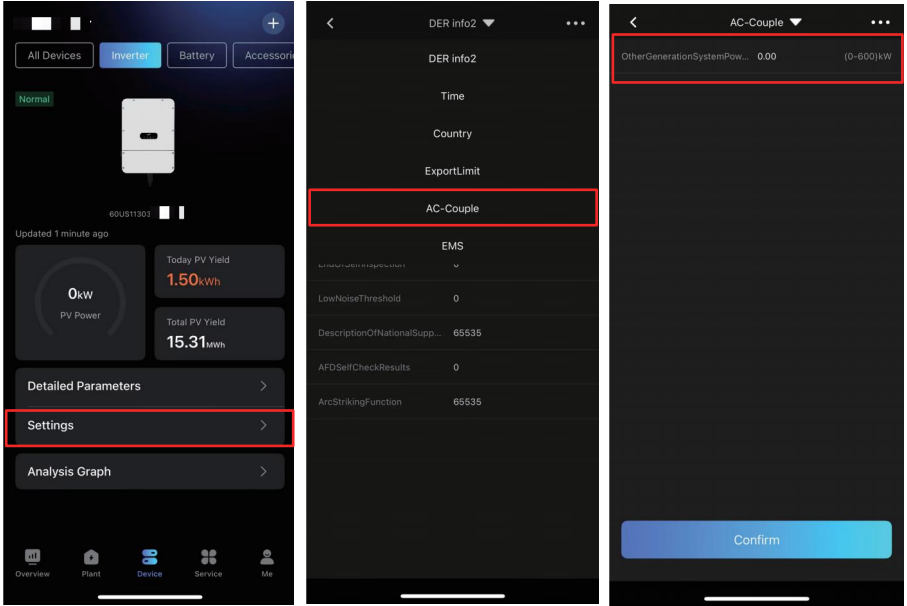 All Devices
Inverter
Battery
Accessori
Normal
60US11303
Updated 1 minute ago
0kW
PV Power
Today PV Yield
1.50kWh
Total PV Yield
15.31MWh
Detailed Parameters
Settings
Analysis Graph
Overview
Plant
Device
Service
Me
DER info2
DER info2
Time
Country
ExportLimit
AC-Couple
EMS
EndOfSelfInspection 0
LowNoiseThreshold 0
DescriptionOfNationalSupp... 65535
AFDSelfCheckResults 0
ArcStrikingFunction 65535
AC-Couple
OtherGenerationSystemPow... 0.00 (0-600)kW
Confirm